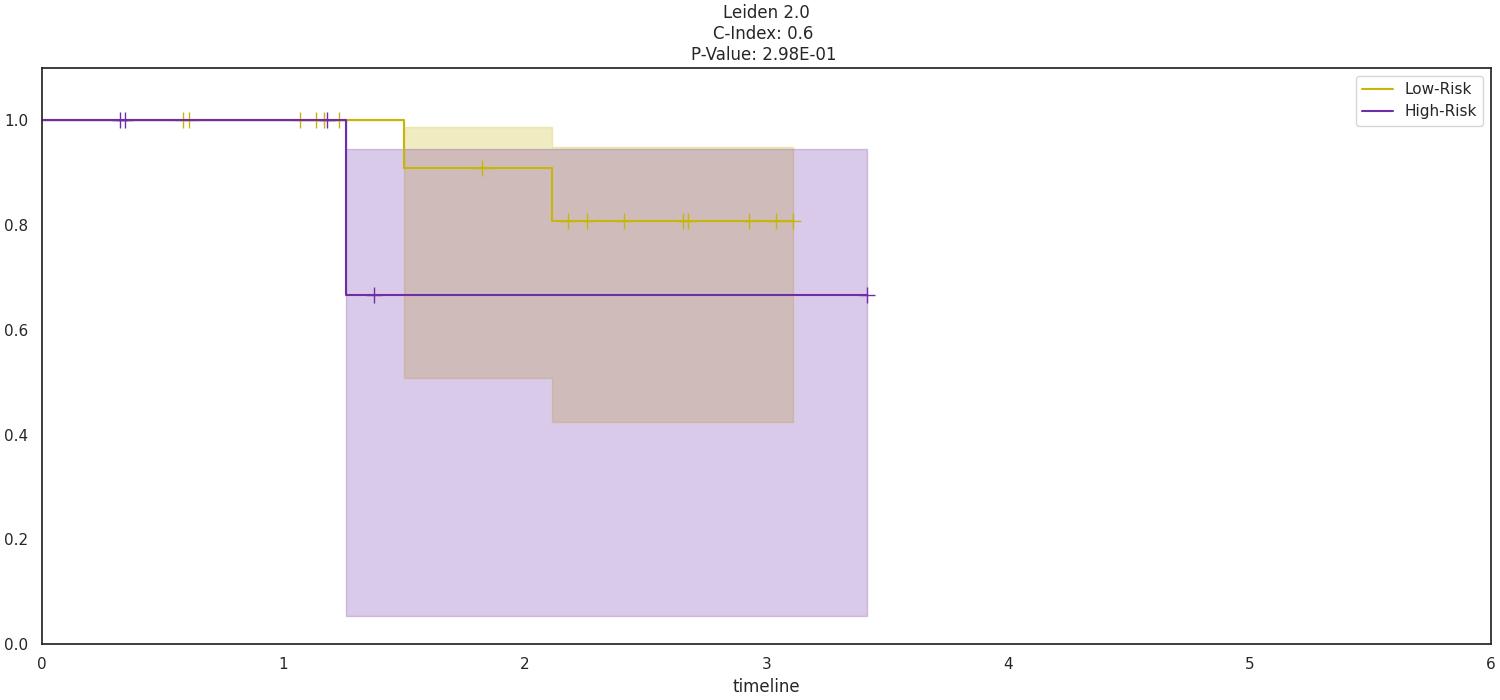 Leiden 2.0
C-Index: 0.6
P-Value: 2.98E-01
Low-Risk
High-Risk
1.0
0.8
0.6
0.4
0.2
0.0
0 1 2 3 4 5 6
timeline